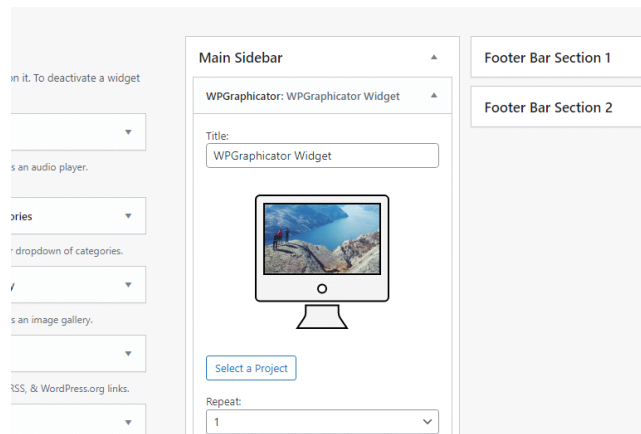 on it. To deactivate a widget
s an audio player.
ories
r dropdown of categories.
y
s an image gallery.
RSS, & WordPress.org links.
Main Sidebar
WPGraphicator: WPGraphicator Widget
Title:
WPGraphicator Widget
Select a Project
Repeat:
1
Footer Bar Section 1
Footer Bar Section 2